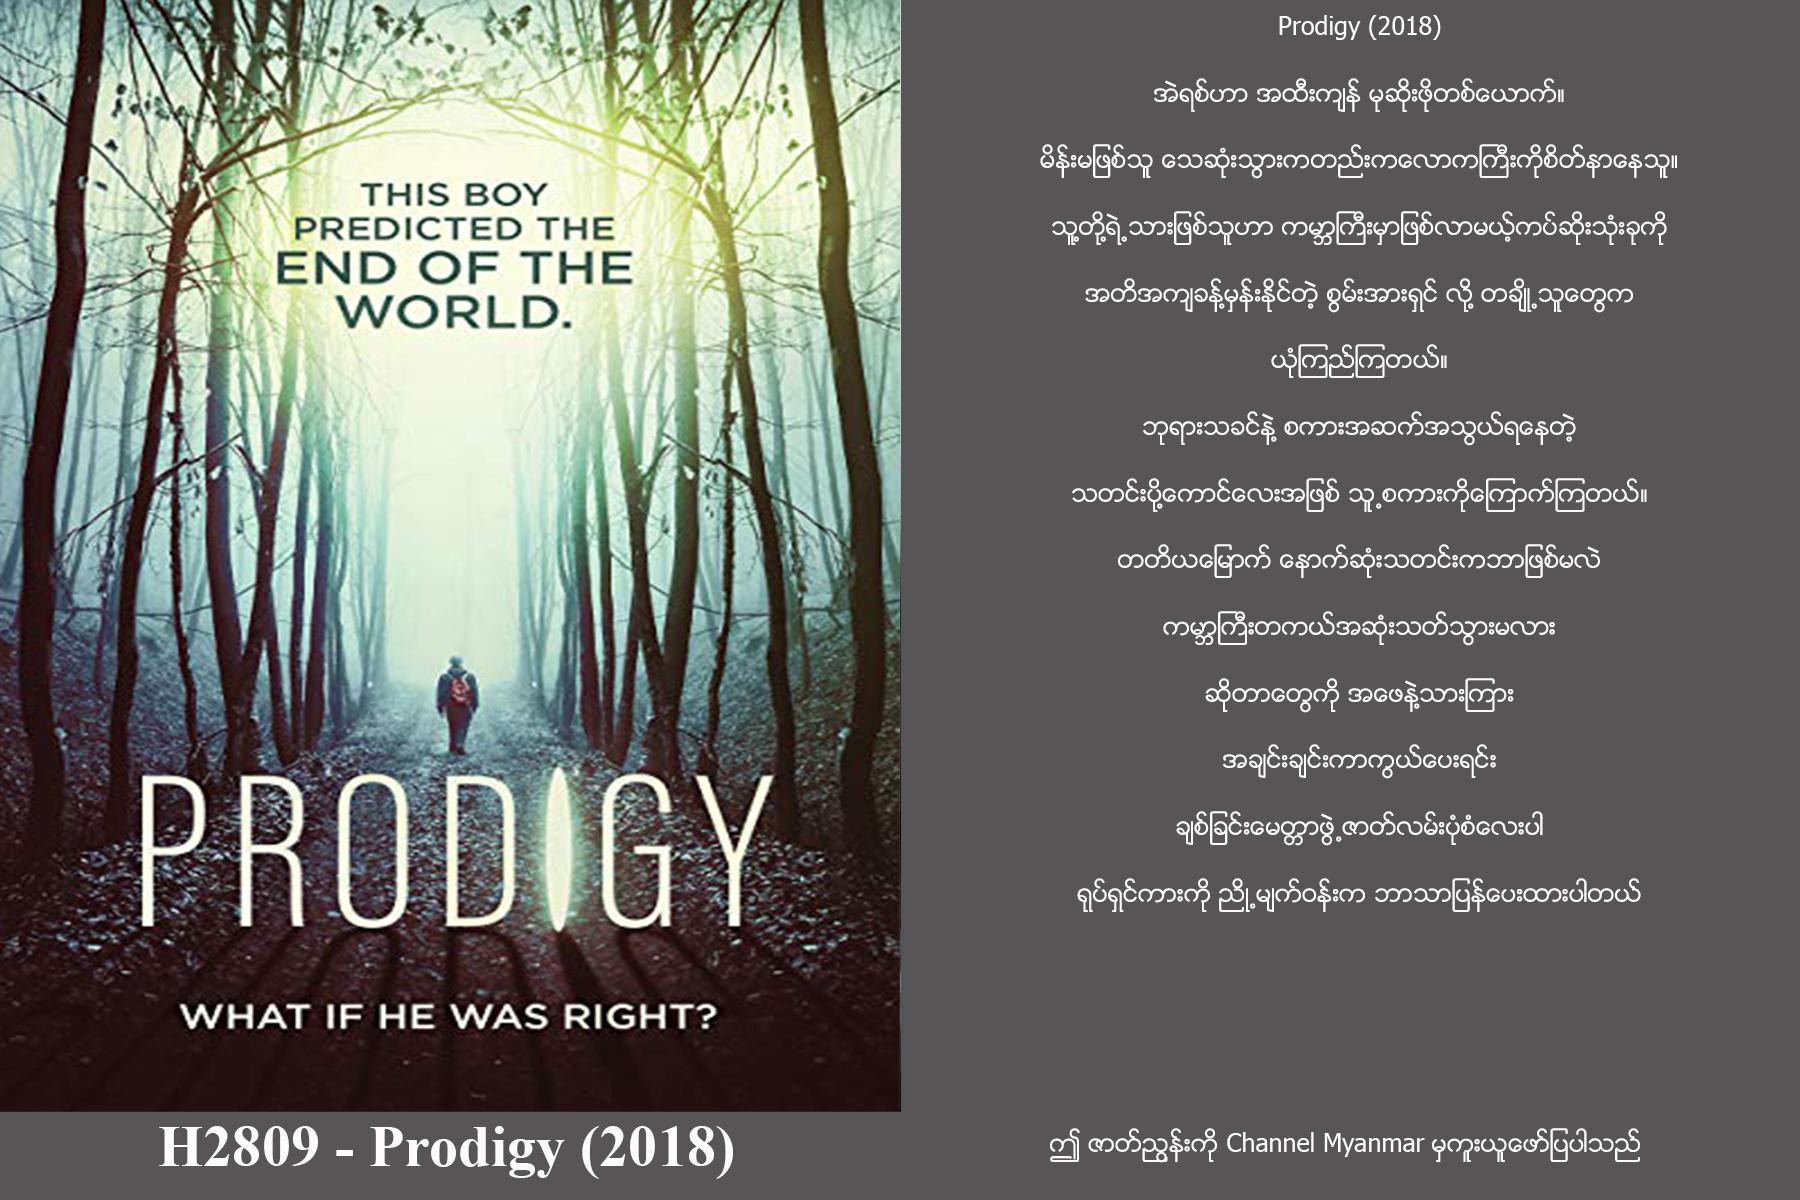 THIS BOY
PREDICTED THE
END OF THE
WORLD.
PRODIGY
WHAT IF HE WAS RIGHT?
H2809 - Prodigy (2018)
Prodigy (2018)
အဲရစ်ဟာ အထီးကျန် မုဆိုးဖိုတစ်ယောက်။
မိန်းမဖြစ်သူ သေဆုံးသွားကတည်းကလောကကြီးကိုစိတ်နာနေသူ။
သူ့တို့ရဲ့သားဖြစ်သူဟာ ကမ္ဘာကြီးမှာဖြစ်လာမယ့်ကပ်ဆိုးသုံးခုကို
အတိအကျခန့်မှန်းနိုင်တဲ့ စွမ်းအားရှင် လို့ တချို့သူတွေက
ယုံကြည်ကြတယ်။
ဘုရားသခင်နဲ့ စကားအဆက်အသွယ်ရနေတဲ့
သတင်းပို့ကောင်လေးအဖြစ် သူ့စကားကိုကြောက်ကြတယ်။
တတိယမြောက် နောက်ဆုံးသတင်းကဘာဖြစ်မလဲ
ကမ္ဘာကြီးတကယ်အဆုံးသတ်သွားမလား
ဆိုတာတွေကို အဖေနဲ့သားကြား
အချင်းချင်းကာကွယ်ပေးရင်း
ချစ်ခြင်းမေတ္တာဖွဲ့ဇာတ်လမ်းပုံစံလေးပါ
ရုပ်ရှင်ကားကို ညို့မျက်ဝန်းက ဘာသာပြန်ပေးထားပါတယ်
ဤ ဇာတ်ညွှန်းကို Channel Myanmar မှကူးယူဖော်ပြပါသည်